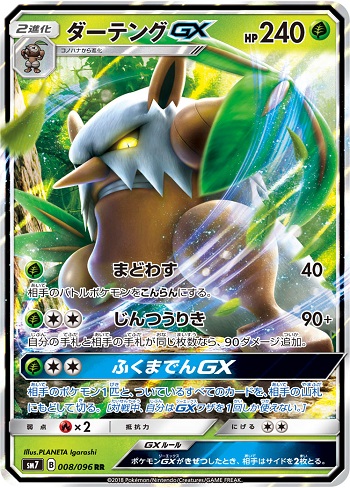 2進化
ダーテングGX
HP240
コノハナから進化
まどわす 40
相手のバトルポケモンをこんらんにする。
じんつうりき 90+
自分の手札と相手の手札が同じ枚数なら、90ダメージ追加。
ふくまでんGX
相手のポケモン1匹と、ついているすべてのカードを、相手の山札
にもどして切る。[対戦中、自分はGXワザを1回しか使えない。]
弱点 ×2 抵抗力 にげる
Illus.PLANETA Igarashi
GXルール
ポケモンGXがきぜつしたとき、相手はサイドを2枚とる。
sm7 B 008/096 RR
©2018 Pokémon/Nintendo/Creatures/GAME FREAK.